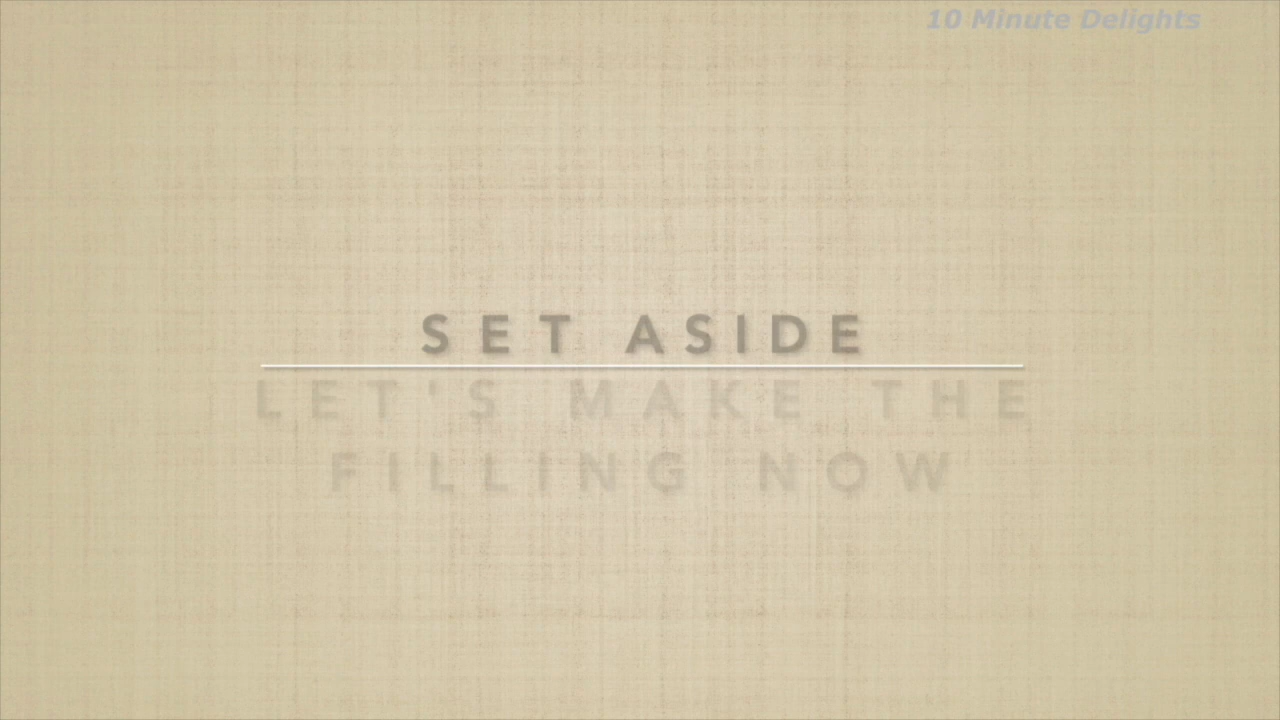 10 Minute Delights
SET ASIDE
LET'S MAKE THE
FILLING NOW